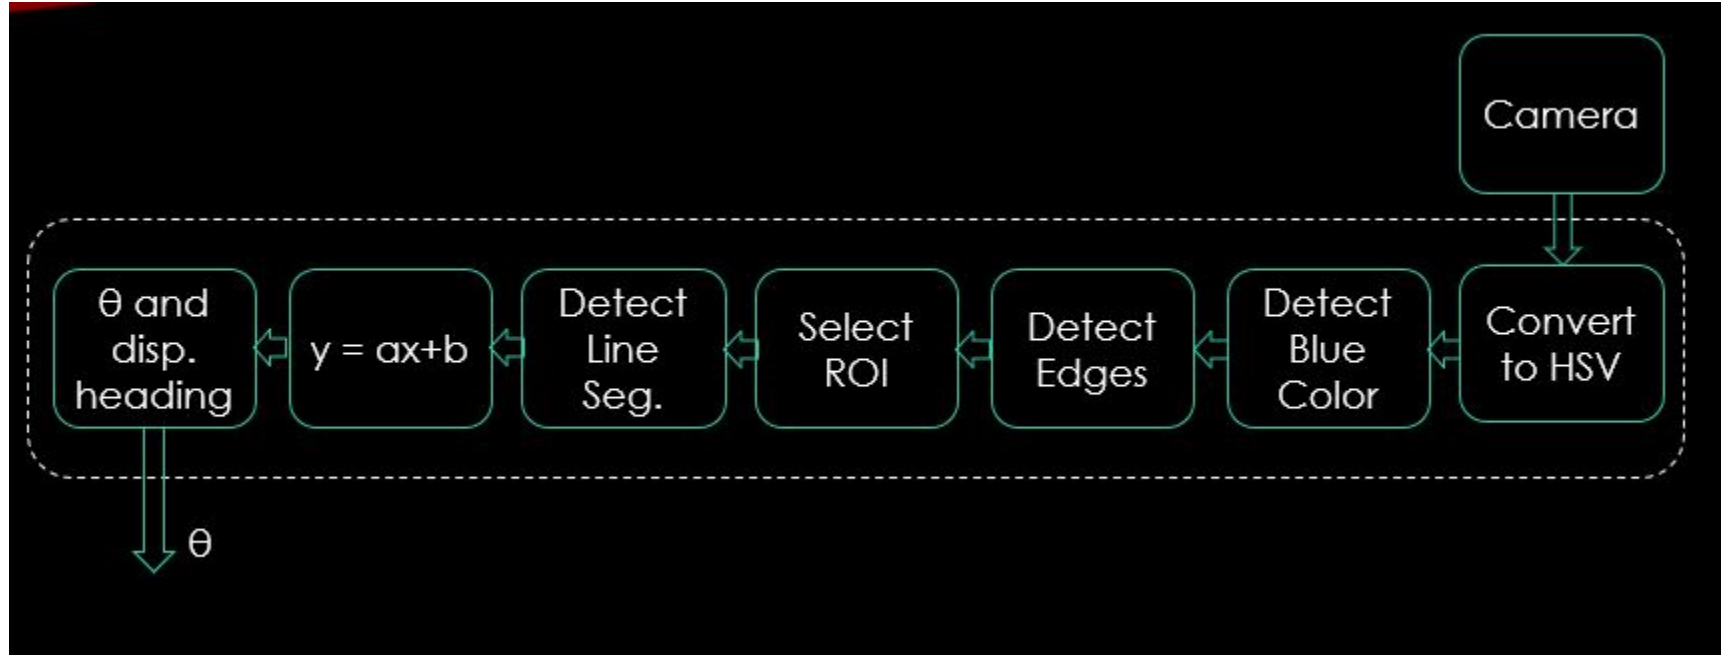 Camera
θ and
disp.
heading
y = ax+b
Detect
Line
Seg.
Select
ROI
Detect
Edges
Detect
Blue
Color
Convert
to HSV
θ